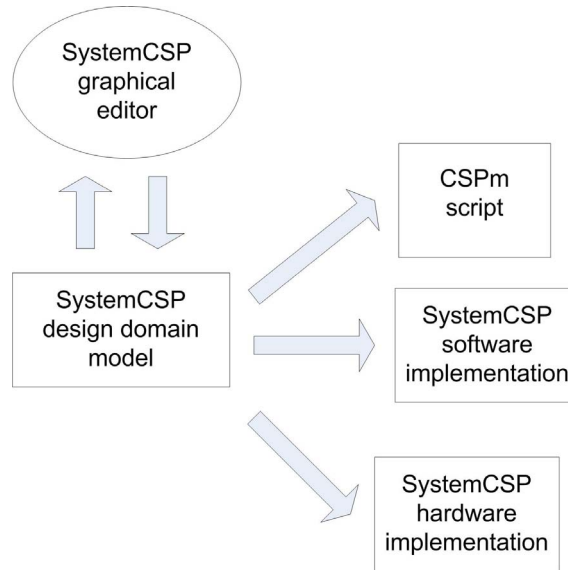 SystemCSP
graphical
editor
CSPm
script
SystemCSP
design domain
model
SystemCSP
software
implementation
SystemCSP
hardware
implementation